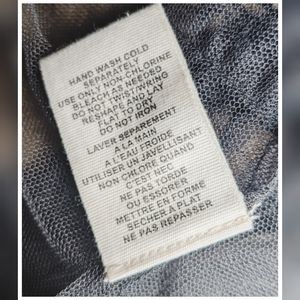 HAND WASH COLD
SEPARATELY
USE ONLY NON-CHLORINE
BLEACH AS NEEDED
DO NOT TWIST/WRING
RESHAPE AND LAY
FLAT TO DRY
DO NOT IRON
LAVER SEPAREMENT
A LA MAIN
A L'EAU FROIDE
UTILISER UN JAVELLISANT
NON CHLORE QUAND
C'EST NEC
NE PAS TORDE
OU ESSORER
METTRE EN FORME
SECHER A PLAT
NE PAS REPASSER